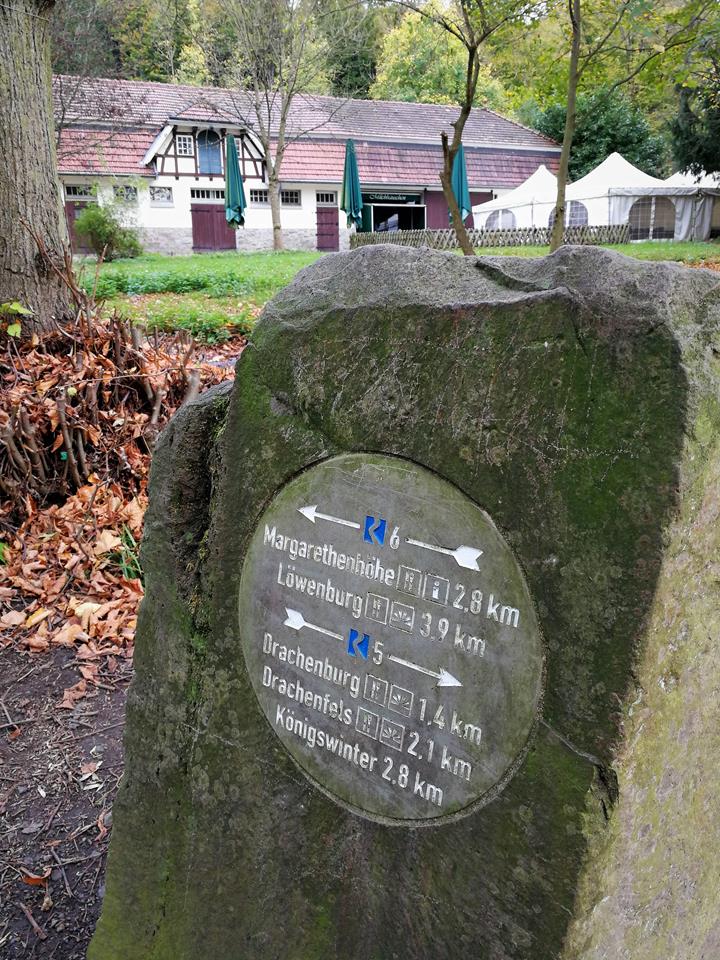 Milchhäuschen
R 6
Margarethenhöhe i 2,8 km
Löwenburg 3,9 km
R 5
Drachenburg 1,4 km
Drachenfels 2,1 km
Königswinter 2,8 km